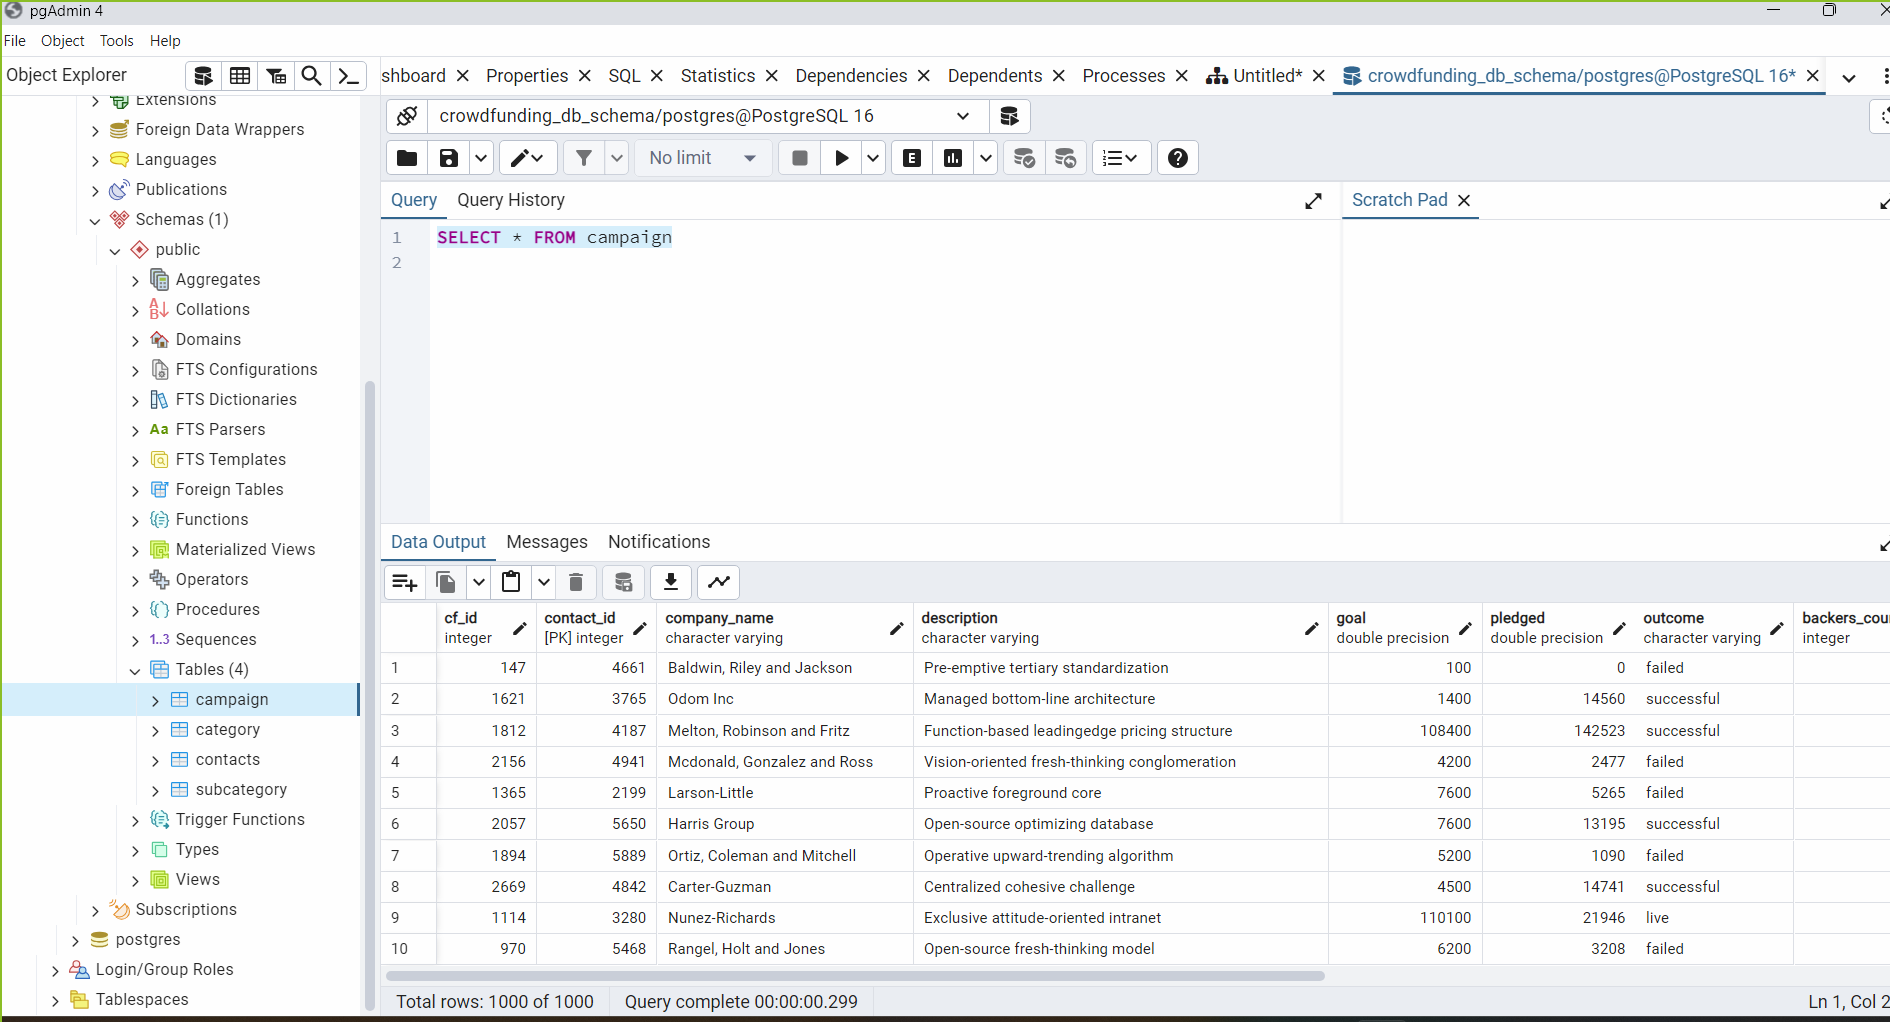 pgAdmin 4
File Object Tools Help
Object Explorer
shboard Properties SQL Statistics Dependencies Dependents Processes Untitled* crowdfunding_db_schema/postgres@PostgreSQL 16*
Extensions
Foreign Data Wrappers
Languages
Publications
Schemas (1)
public
Aggregates
Collations
Domains
FTS Configurations
FTS Dictionaries
Aa FTS Parsers
FTS Templates
Foreign Tables
Functions
Materialized Views
Operators
Procedures
1..3 Sequences
Tables (4)
campaign
category
contacts
subcategory
Trigger Functions
Types
Views
Subscriptions
postgres
Login/Group Roles
Tablespaces
crowdfunding_db_schema/postgres@PostgreSQL 16
No limit E
Query Query History Scratch Pad
1 SELECT * FROM campaign
2
Data Output Messages Notifications
cf_id contact_id company_name description goal pledged outcome backers_cou
integer [PK] integer character varying character varying double precision double precision character varying integer
1 147 4661 Baldwin, Riley and Jackson Pre-emptive tertiary standardization 100 0 failed
2 1621 3765 Odom Inc Managed bottom-line architecture 1400 14560 successful
3 1812 4187 Melton, Robinson and Fritz Function-based leadingedge pricing structure 108400 142523 successful
4 2156 4941 Mcdonald, Gonzalez and Ross Vision-oriented fresh-thinking conglomeration 4200 2477 failed
5 1365 2199 Larson-Little Proactive foreground core 7600 5265 failed
6 2057 5650 Harris Group Open-source optimizing database 7600 13195 successful
7 1894 5889 Ortiz, Coleman and Mitchell Operative upward-trending algorithm 5200 1090 failed
8 2669 4842 Carter-Guzman Centralized cohesive challenge 4500 14741 successful
9 1114 3280 Nunez-Richards Exclusive attitude-oriented intranet 110100 21946 live
10 970 5468 Rangel, Holt and Jones Open-source fresh-thinking model 6200 3208 failed
Total rows: 1000 of 1000 Query complete 00:00:00.299 Ln 1, Col 2